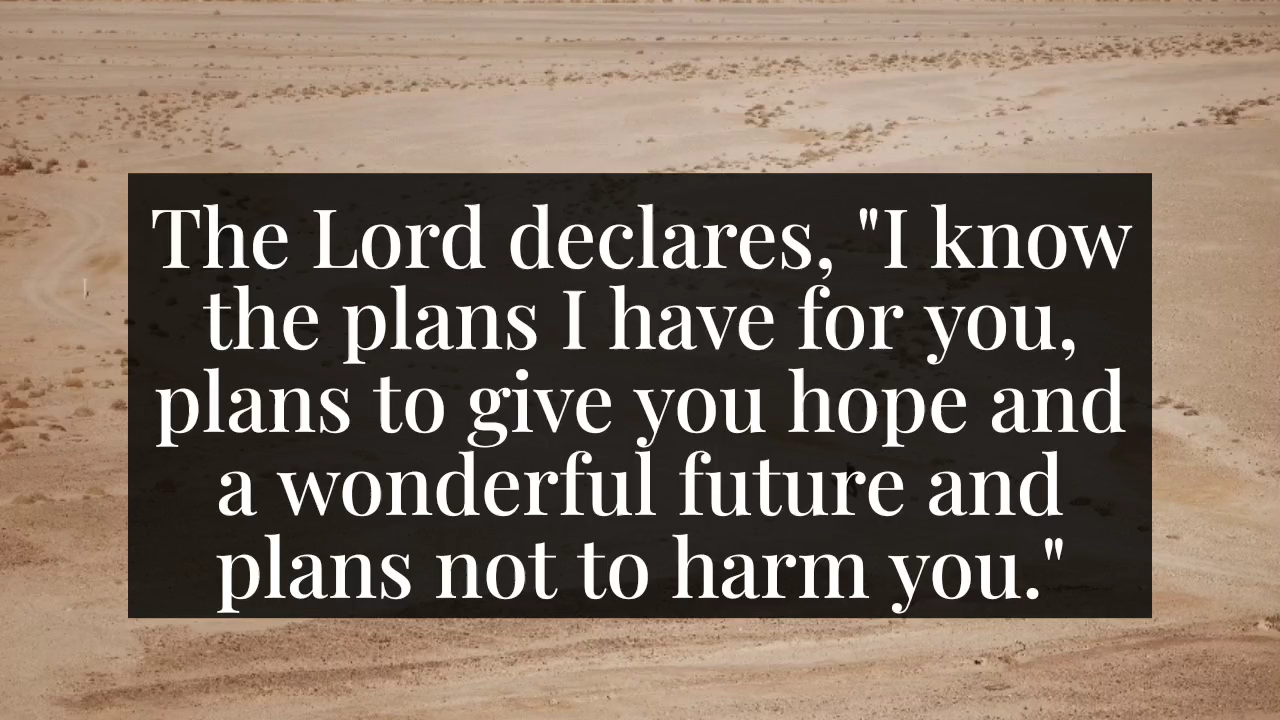 The Lord declares, "I know
the plans I have for you,
plans to give you hope and
a wonderful future and
plans not to harm you."